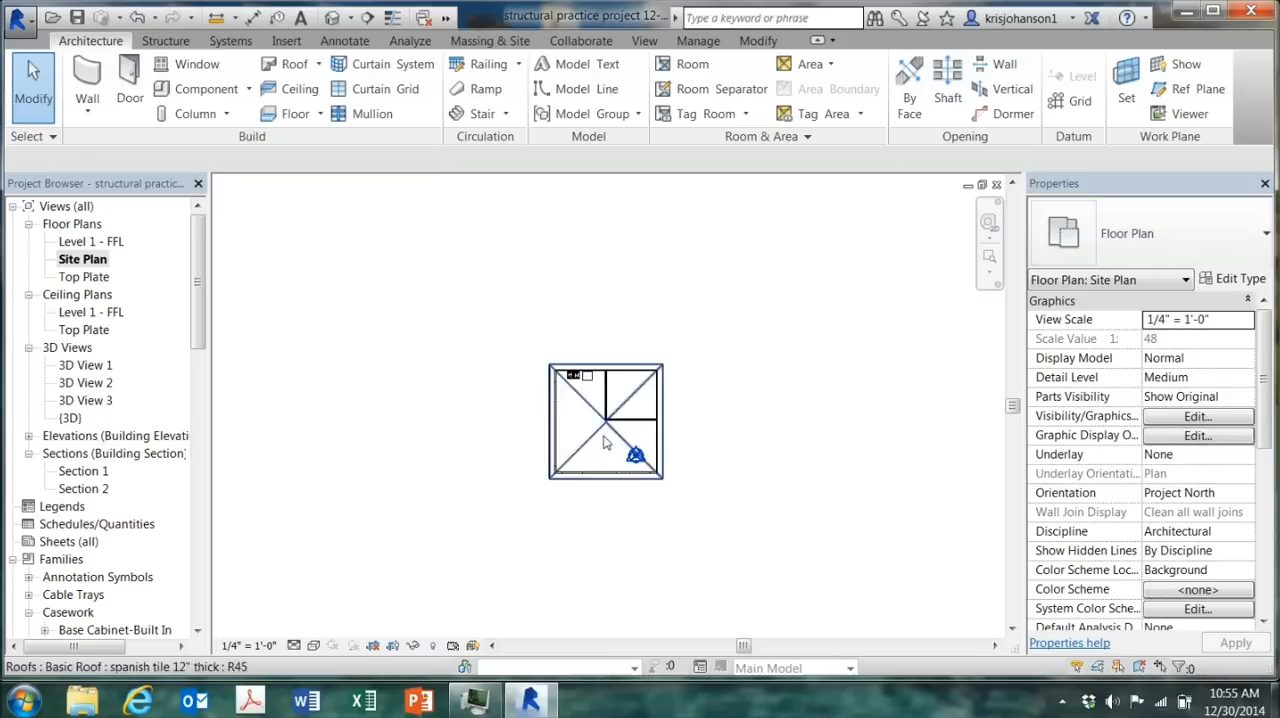 structural practice project 12-...
Type a keyword or phrase
krisjohanson1
Architecture Structure Systems Insert Annotate Analyze Massing & Site Collaborate View Manage Modify
Modify
Wall
Door
Window
Component
Column
Roof
Ceiling
Floor
Curtain System
Curtain Grid
Mullion
Railing
Ramp
Stair
Model Text
Model Line
Model Group
Room
Room Separator
Tag Room
Area
Area Boundary
Tag Area
By Face
Shaft
Wall
Vertical
Dormer
Level
Grid
Set
Show
Ref Plane
Viewer
Select Build Circulation Model Room & Area Opening Datum Work Plane
Project Browser - structural practic...
Views (all)
Floor Plans
Level 1 - FFL
Site Plan
Top Plate
Ceiling Plans
Level 1 - FFL
Top Plate
3D Views
3D View 1
3D View 2
3D View 3
{3D}
Elevations (Building Elevati
Sections (Building Section)
Section 1
Section 2
Legends
Schedules/Quantities
Sheets (all)
Families
Annotation Symbols
Cable Trays
Casework
Base Cabinet-Built In
Properties
Floor Plan
Floor Plan: Site Plan Edit Type
Graphics
View Scale 1/4" = 1'-0"
Scale Value 1: 48
Display Model Normal
Detail Level Medium
Parts Visibility Show Original
Visibility/Graphics... Edit...
Graphic Display O... Edit...
Underlay None
Underlay Orientati... Plan
Orientation Project North
Wall Join Display Clean all wall joins
Discipline Architectural
Show Hidden Lines By Discipline
Color Scheme Loc... Background
Color Scheme <none>
System Color Sche... Edit...
Default Analysis D... None
Properties help Apply
1/4" = 1'-0"
Roofs : Basic Roof : spanish tile 12" thick : R45
:0
Main Model
:0
10:55 AM
12/30/2014